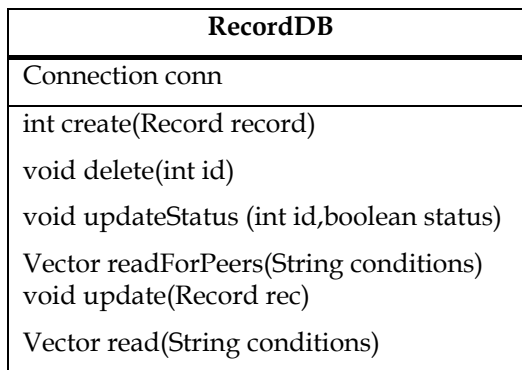 RecordDB
Connection conn
int create(Record record)
void delete(int id)
void updateStatus (int id,boolean status)
Vector readForPeers(String conditions)
void update(Record rec)
Vector read(String conditions)